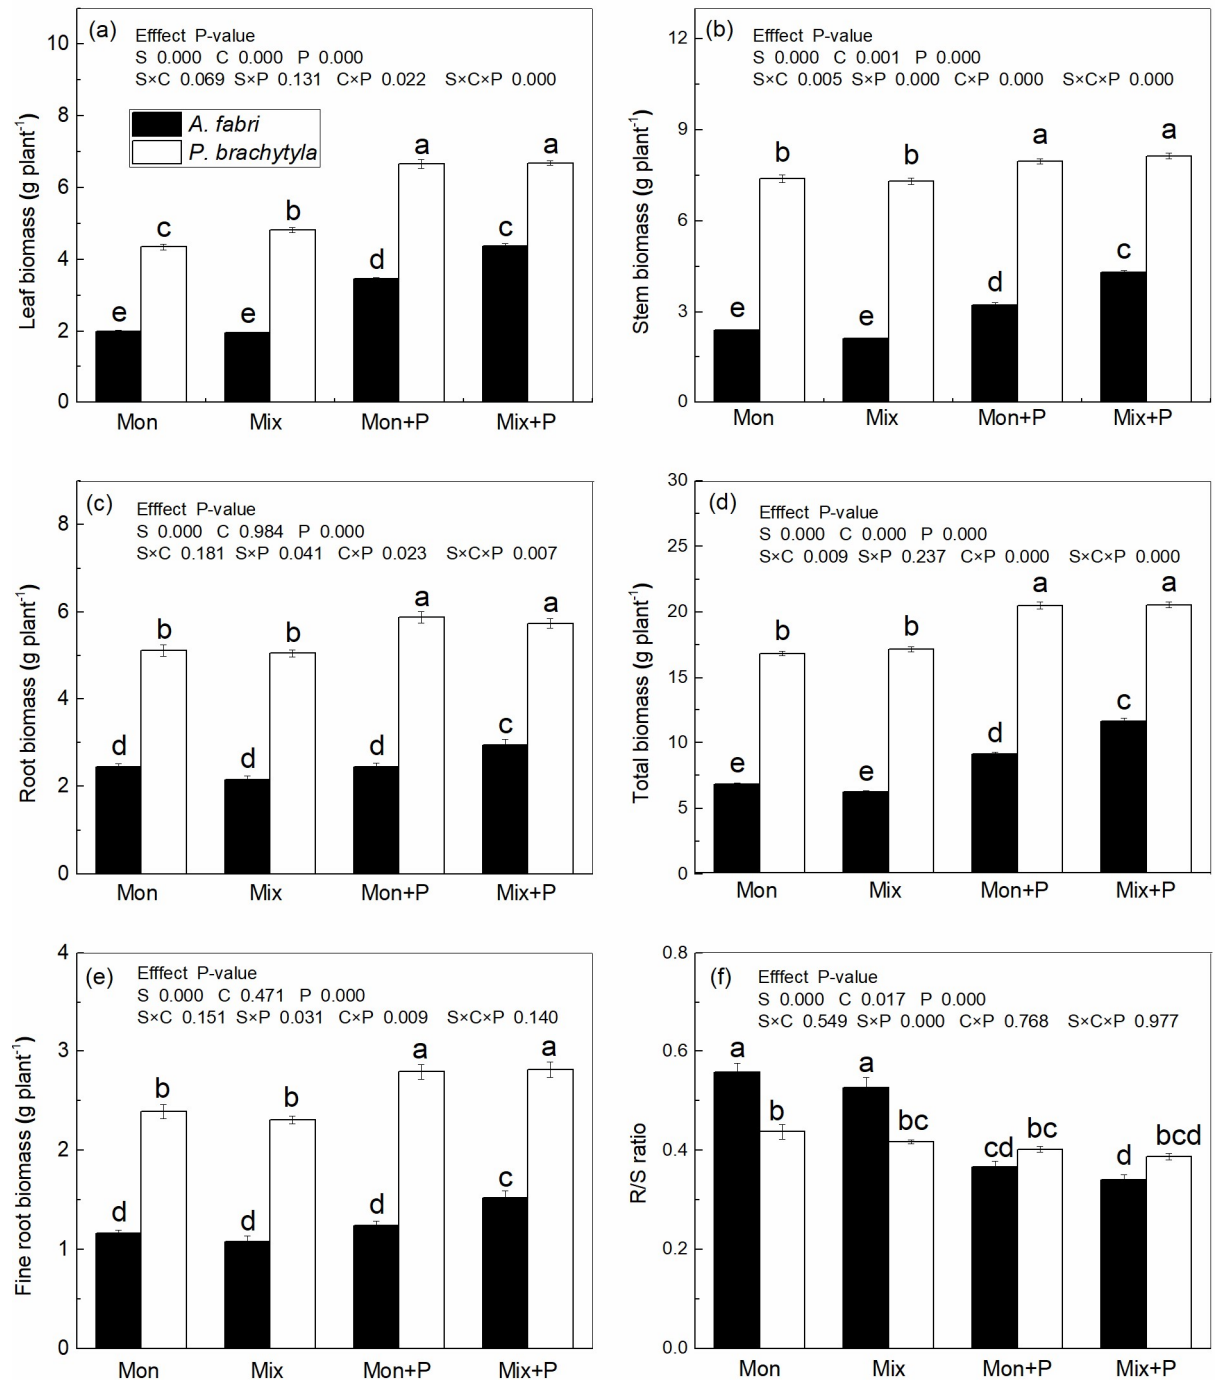 (a)
Efffect P-value
S 0.000 C 0.000 P 0.000
S×C 0.069 S×P 0.131 C×P 0.022 S×C×P 0.000
A. fabri
P. brachytyla
Leaf biomass (g plant⁻¹)
10
8
6
4
2
0
e c e b d a c a
Mon Mix Mon+P Mix+P
(b)
Efffect P-value
S 0.000 C 0.001 P 0.000
S×C 0.005 S×P 0.000 C×P 0.000 S×C×P 0.000
Stem biomass (g plant⁻¹)
12
9
6
3
0
e b e b d a c a
Mon Mix Mon+P Mix+P
(c)
Efffect P-value
S 0.000 C 0.984 P 0.000
S×C 0.181 S×P 0.041 C×P 0.023 S×C×P 0.007
Root biomass (g plant⁻¹)
8
6
4
2
0
d b d b d a c a
Mon Mix Mon+P Mix+P
(d)
Efffect P-value
S 0.000 C 0.000 P 0.000
S×C 0.009 S×P 0.237 C×P 0.000 S×C×P 0.000
Total biomass (g plant⁻¹)
30
25
20
15
10
5
0
e b e b d a c a
Mon Mix Mon+P Mix+P
(e)
Efffect P-value
S 0.000 C 0.471 P 0.000
S×C 0.151 S×P 0.031 C×P 0.009 S×C×P 0.140
Fine root biomass (g plant⁻¹)
4
3
2
1
0
d b d b d a c a
Mon Mix Mon+P Mix+P
(f)
Efffect P-value
S 0.000 C 0.017 P 0.000
S×C 0.549 S×P 0.000 C×P 0.768 S×C×P 0.977
R/S ratio
0.8
0.6
0.4
0.2
0.0
a b a bc cd bc d bcd
Mon Mix Mon+P Mix+P